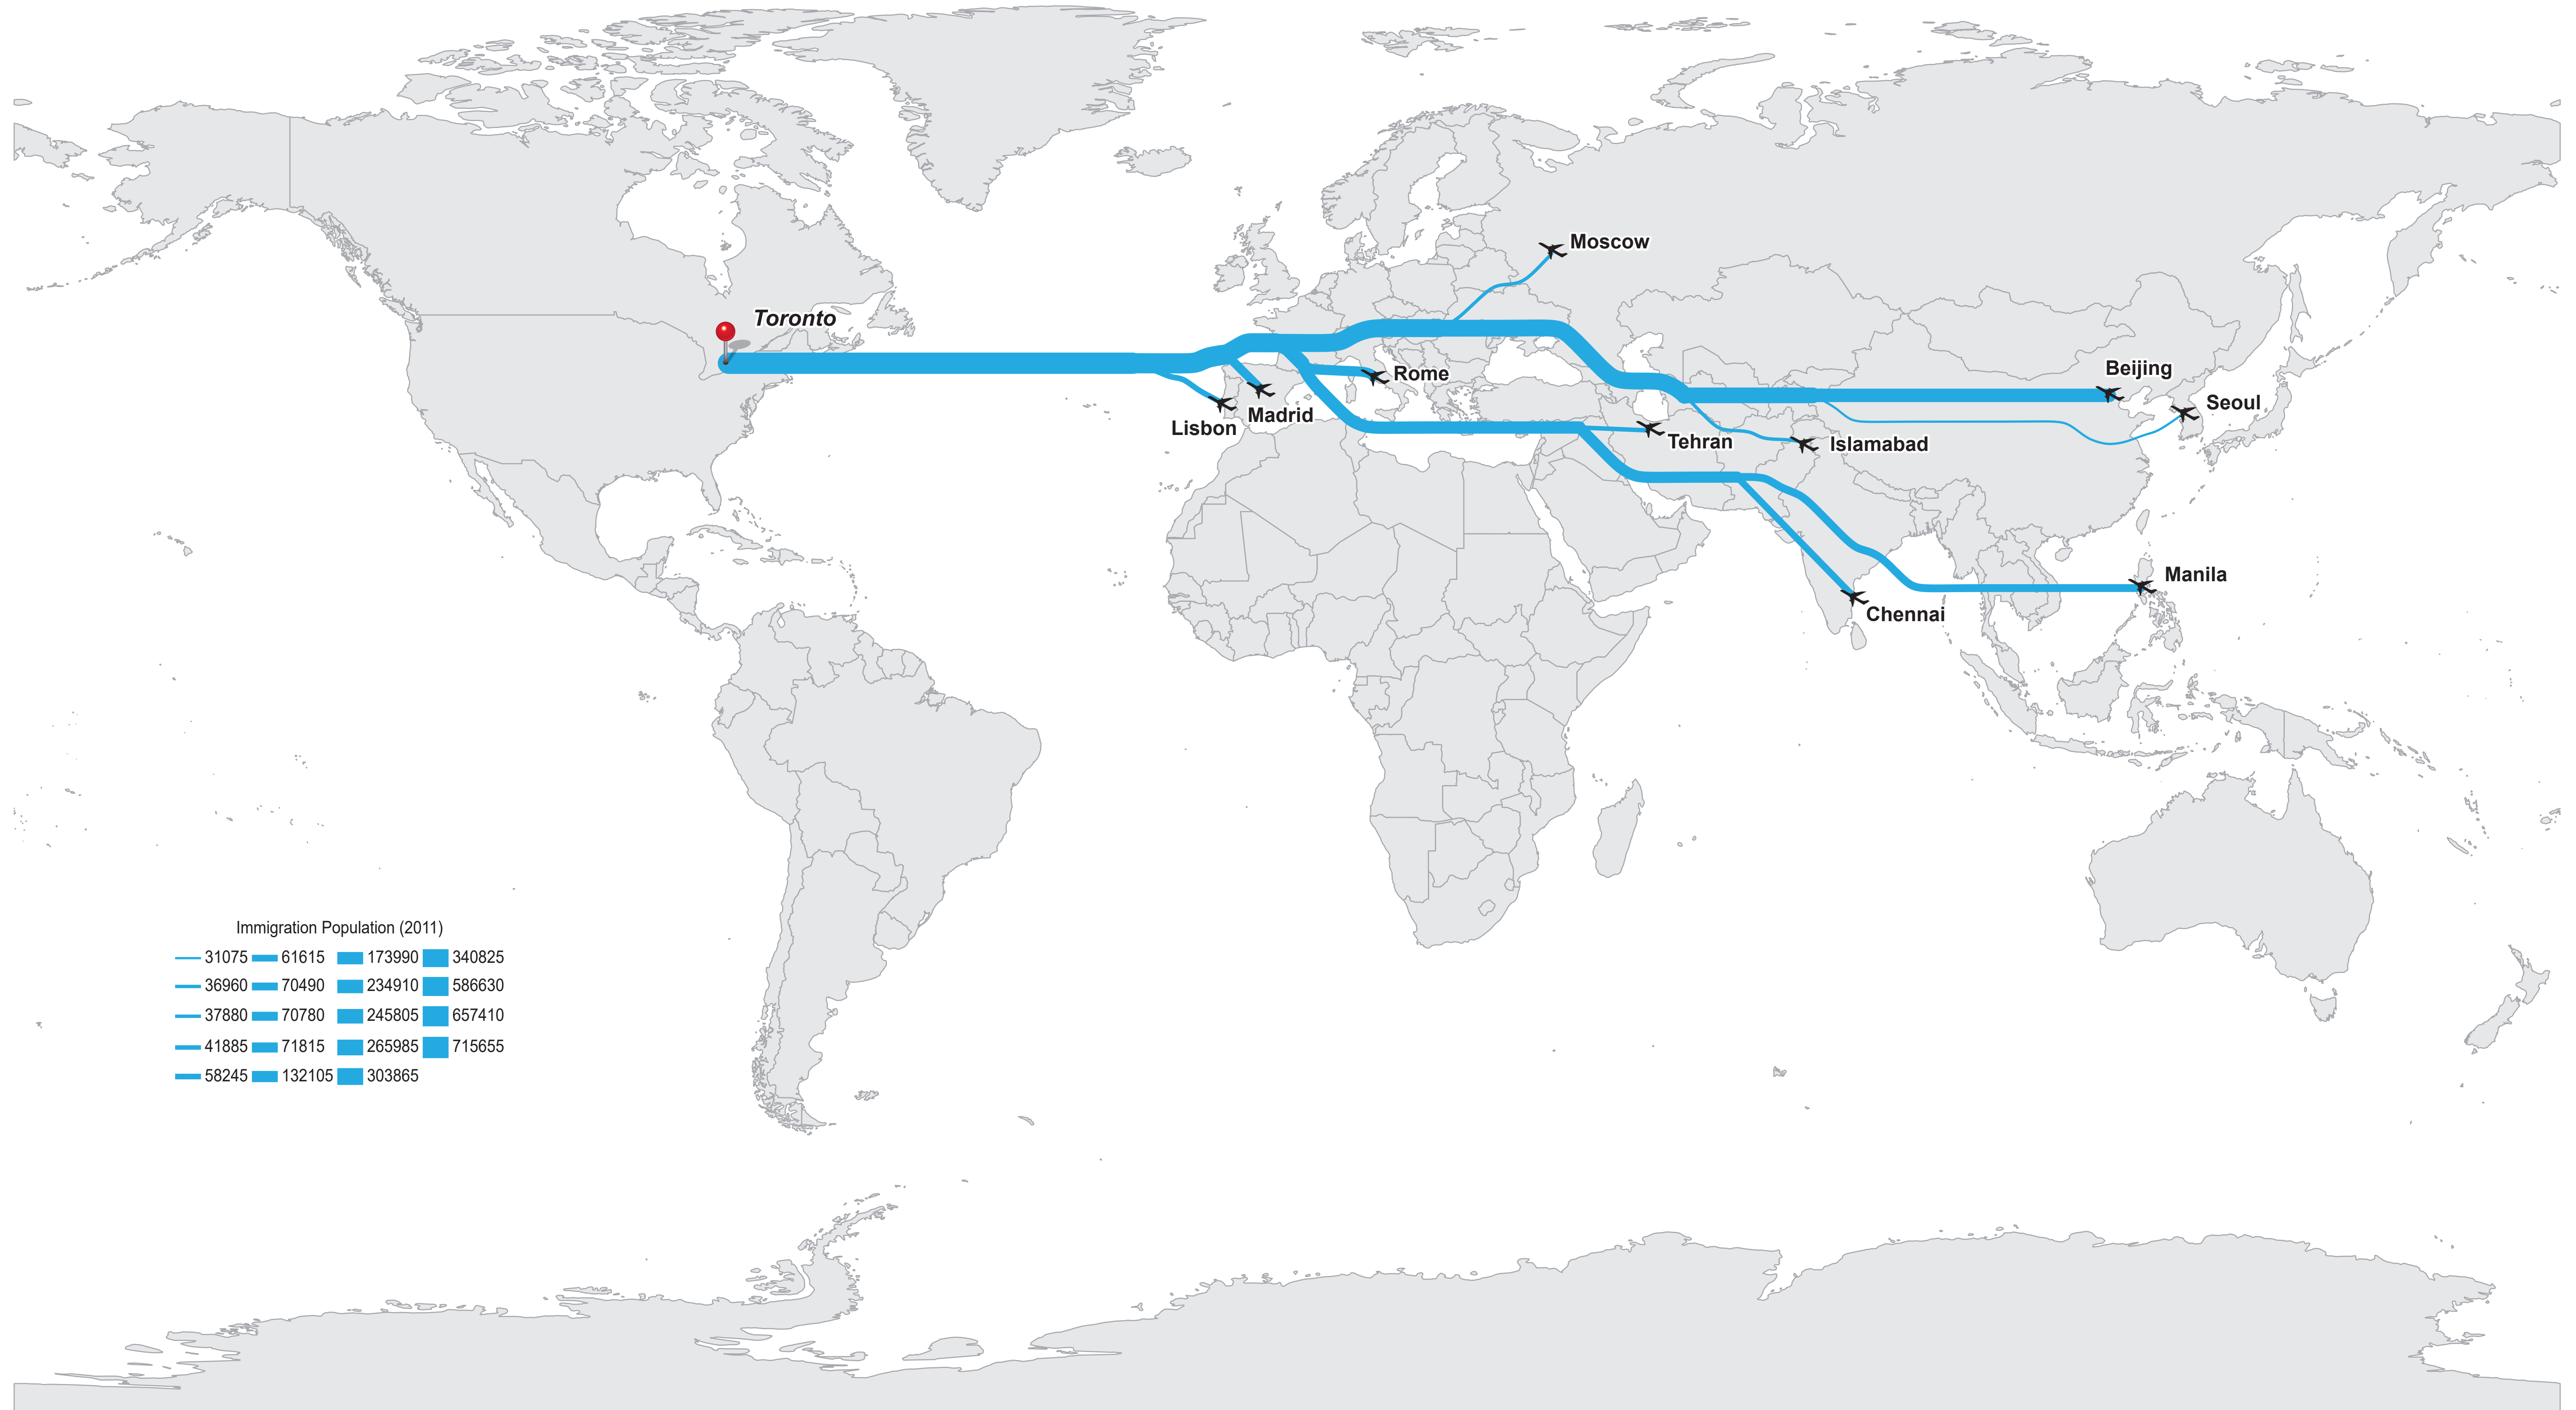 Moscow
Toronto
Beijing
Rome
Seoul
Madrid
Lisbon
Tehran
Islamabad
Manila
Chennai
Immigration Population (2011)
31075 61615 173990 340825
36960 70490 234910 586630
37880 70780 245805 657410
41885 71815 265985 715655
58245 132105 303865